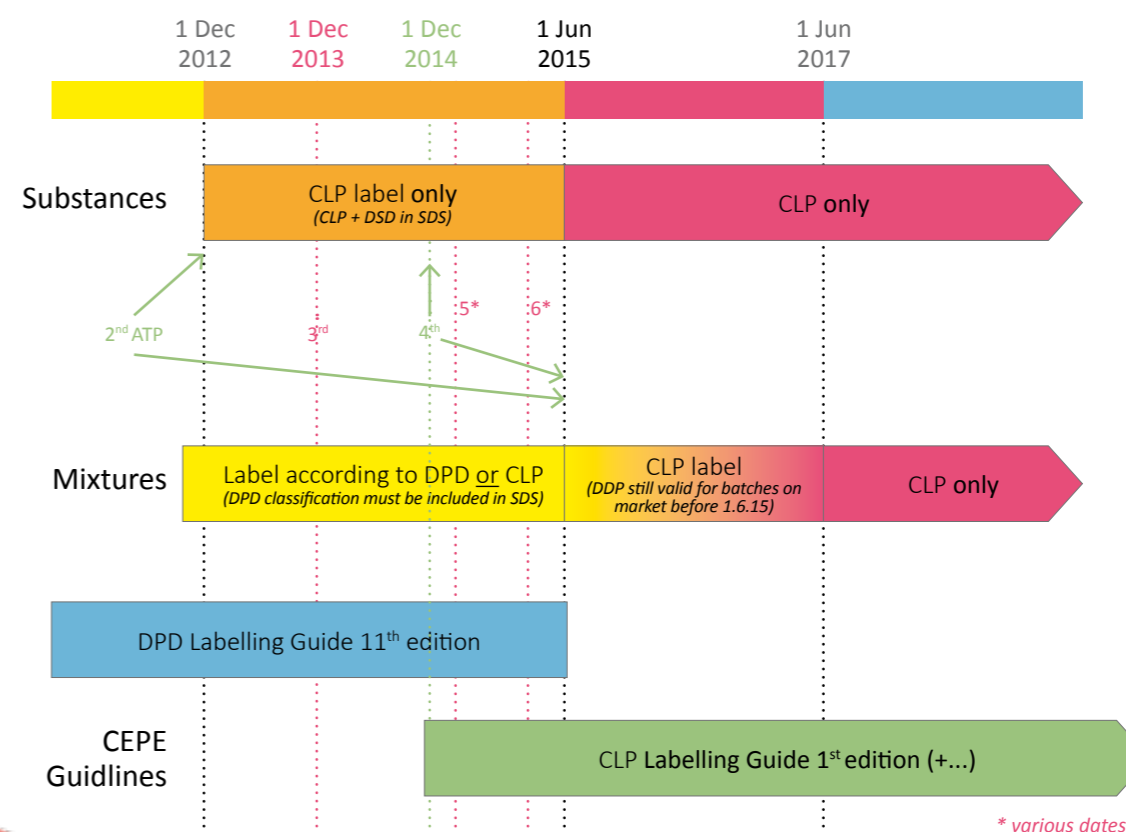 1 Dec
2012
1 Dec
2013
1 Dec
2014
1 Jun
2015
1 Jun
2017
Substances
CLP label only
(CLP + DSD in SDS)
CLP only
2nd ATP
3rd
4th
5*
6*
Mixtures
Label according to DPD or CLP
(DPD classification must be included in SDS)
CLP label
(DDP still valid for batches on
market before 1.6.15)
CLP only
DPD Labelling Guide 11th edition
CEPE
Guidlines
CLP Labelling Guide 1st edition (+...)
* various dates